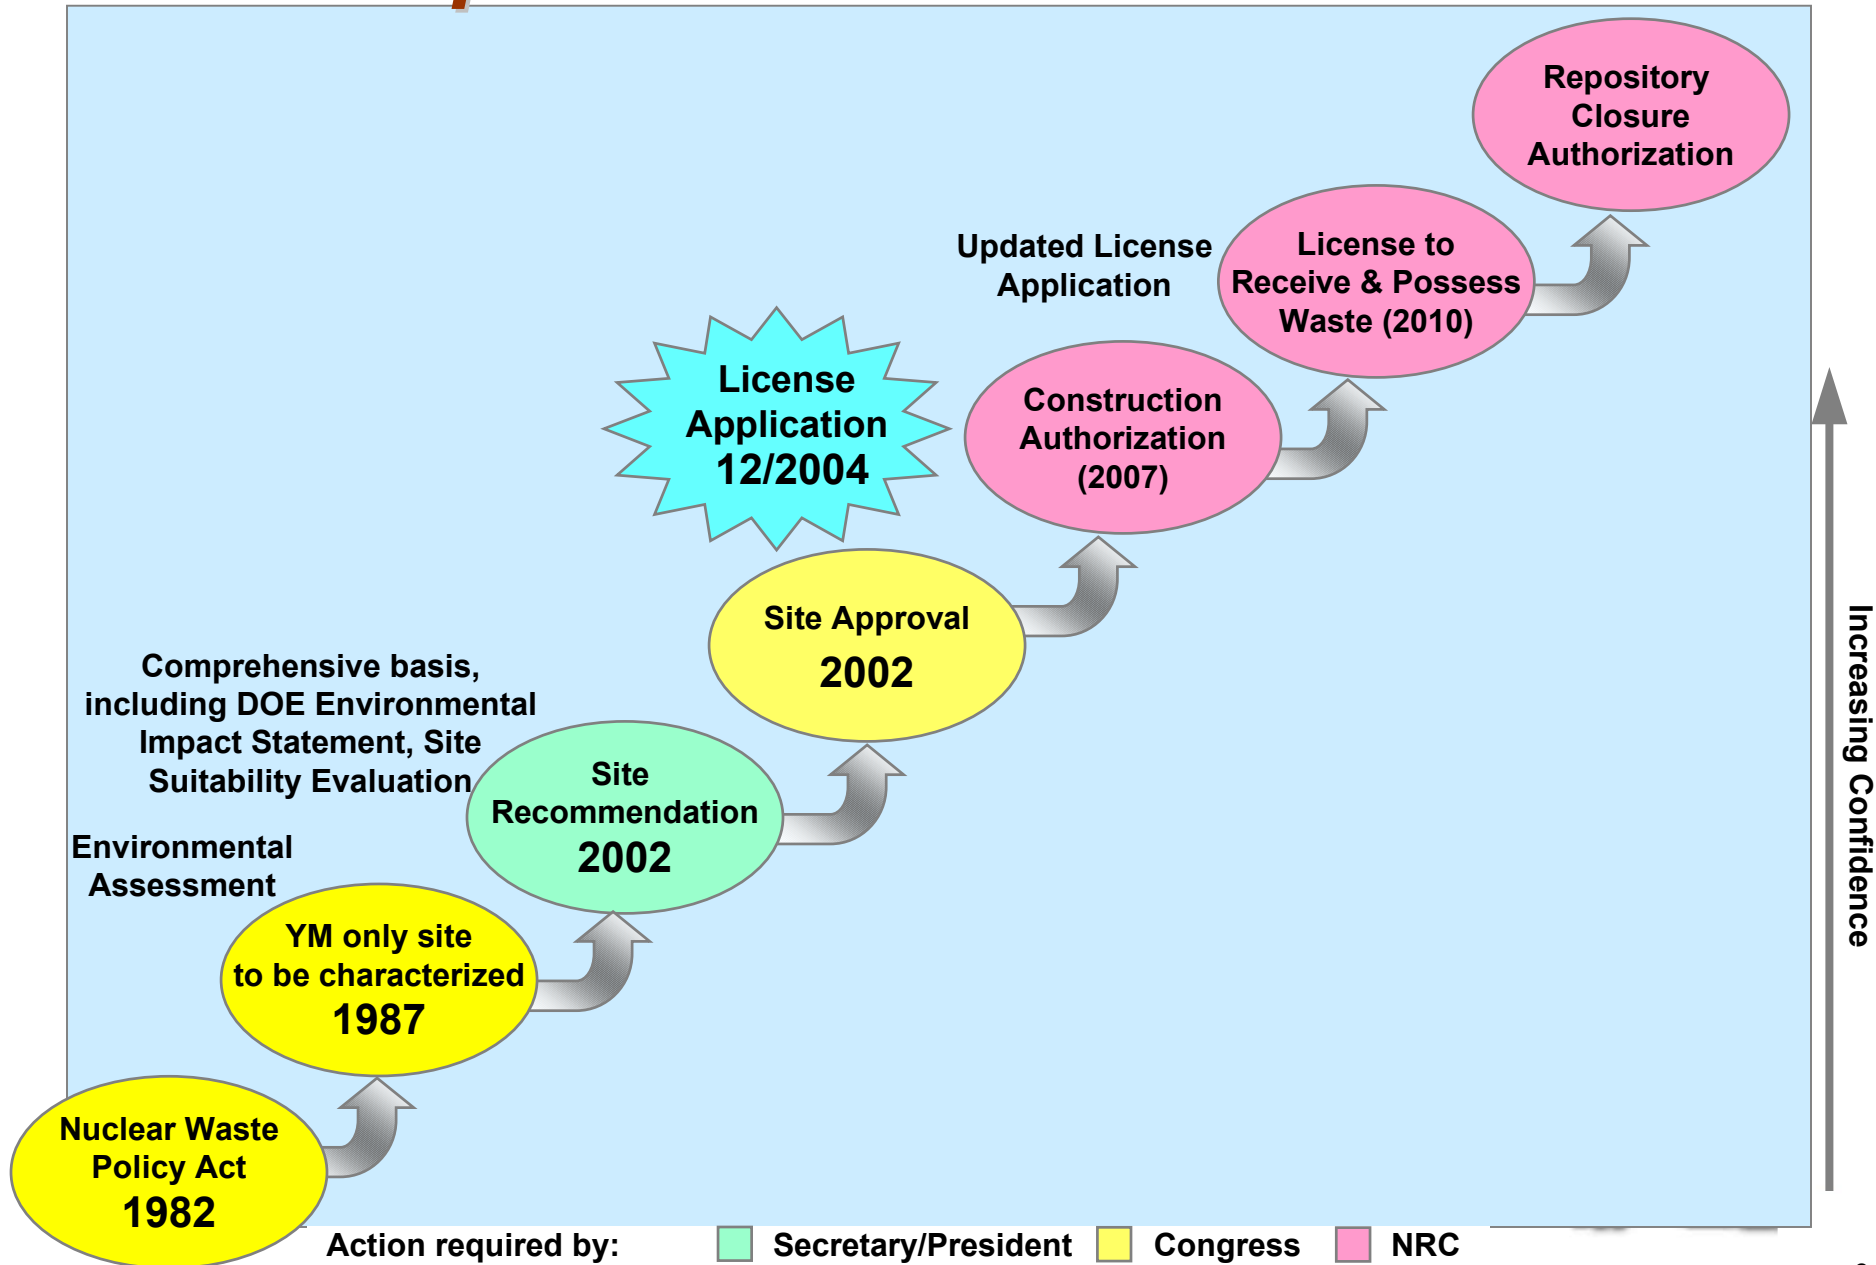 Repository
Closure
Authorization
Updated License
Application
License to
Receive & Possess
Waste (2010)
License
Application
12/2004
Construction
Authorization
(2007)
Site Approval
2002
Comprehensive basis,
including DOE Environmental
Impact Statement, Site
Suitability Evaluation
Site
Recommendation
2002
Environmental
Assessment
YM only site
to be characterized
1987
Nuclear Waste
Policy Act
1982
Increasing Confidence
Action required by:
Secretary/President
Congress
NRC